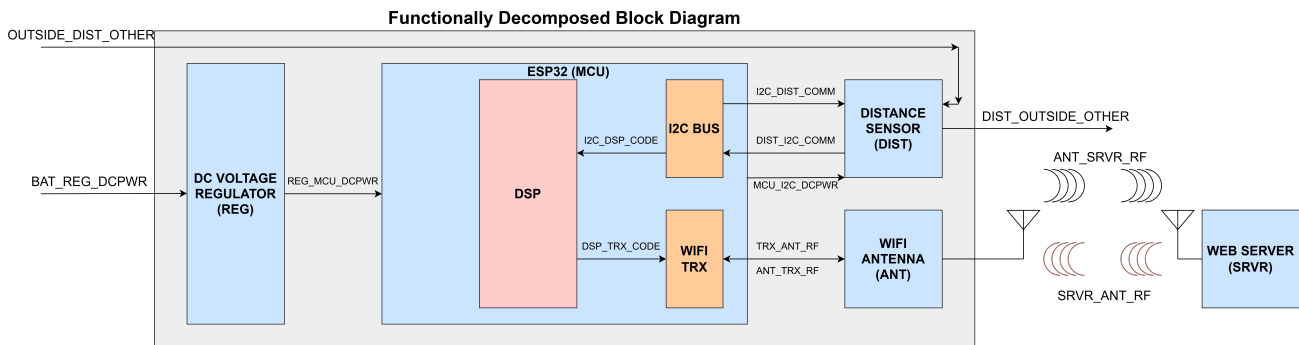 Functionally Decomposed Block Diagram
OUTSIDE_DIST_OTHER
ESP32 (MCU)
I2C_DIST_COMM
DIST_OUTSIDE_OTHER
DISTANCE
SENSOR
(DIST)
I2C BUS
I2C_DSP_CODE
DIST_I2C_COMM
ANT_SRVR_RF
BAT_REG_DCPWR
DC VOLTAGE
REGULATOR
(REG)
REG_MCU_DCPWR
MCU_I2C_DCPWR
DSP
DSP_TRX_CODE
WIFI
TRX
TRX_ANT_RF
ANT_TRX_RF
WIFI
ANTENNA
(ANT)
WEB SERVER
(SRVR)
SRVR_ANT_RF